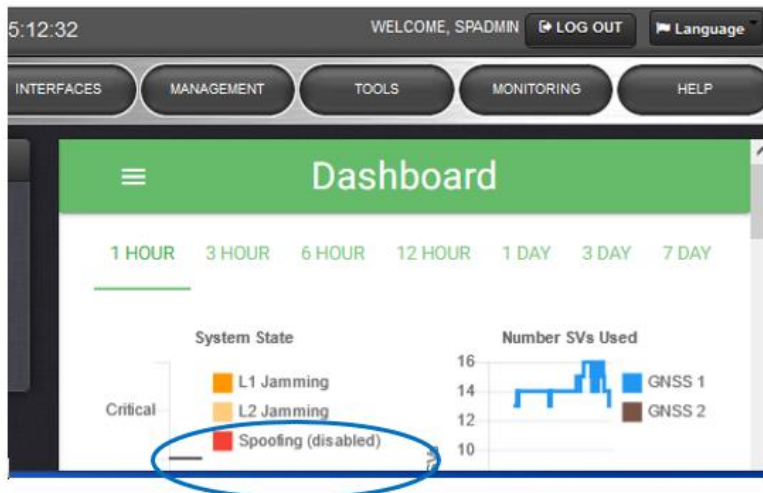 5:12:32 WELCOME, SPADMIN LOG OUT Language
INTERFACES MANAGEMENT TOOLS MONITORING HELP
Dashboard
1 HOUR 3 HOUR 6 HOUR 12 HOUR 1 DAY 3 DAY 7 DAY
System State
Critical
L1 Jamming
L2 Jamming
Spoofing (disabled)
Number SVs Used
16
14
12
10
GNSS 1
GNSS 2